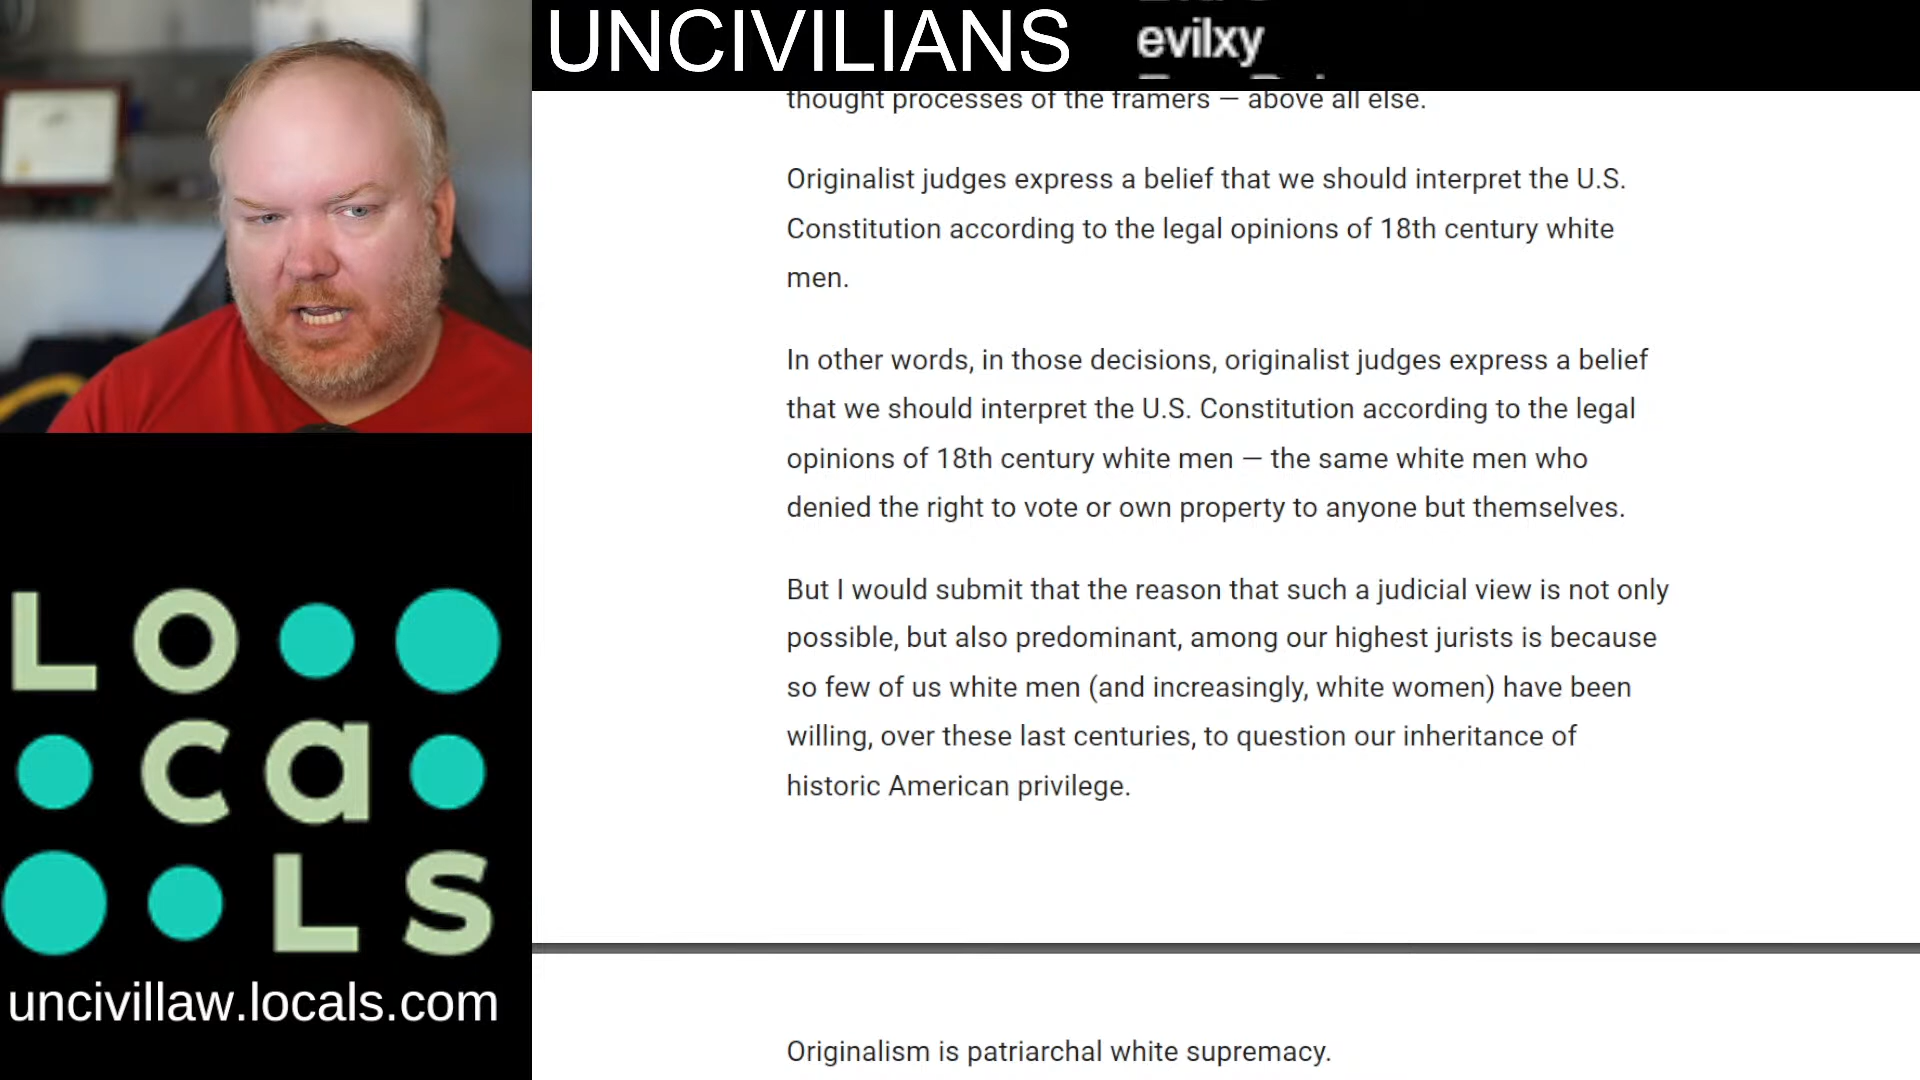 UNCIVILIANS
evilxy
thought processes of the framers — above all else.
Originalist judges express a belief that we should interpret the U.S.
Constitution according to the legal opinions of 18th century white
men.
In other words, in those decisions, originalist judges express a belief
that we should interpret the U.S. Constitution according to the legal
opinions of 18th century white men — the same white men who
denied the right to vote or own property to anyone but themselves.
But I would submit that the reason that such a judicial view is not only
possible, but also predominant, among our highest jurists is because
so few of us white men (and increasingly, white women) have been
willing, over these last centuries, to question our inheritance of
historic American privilege.
Originalism is patriarchal white supremacy.
LO
ca
LS
uncivillaw.locals.com